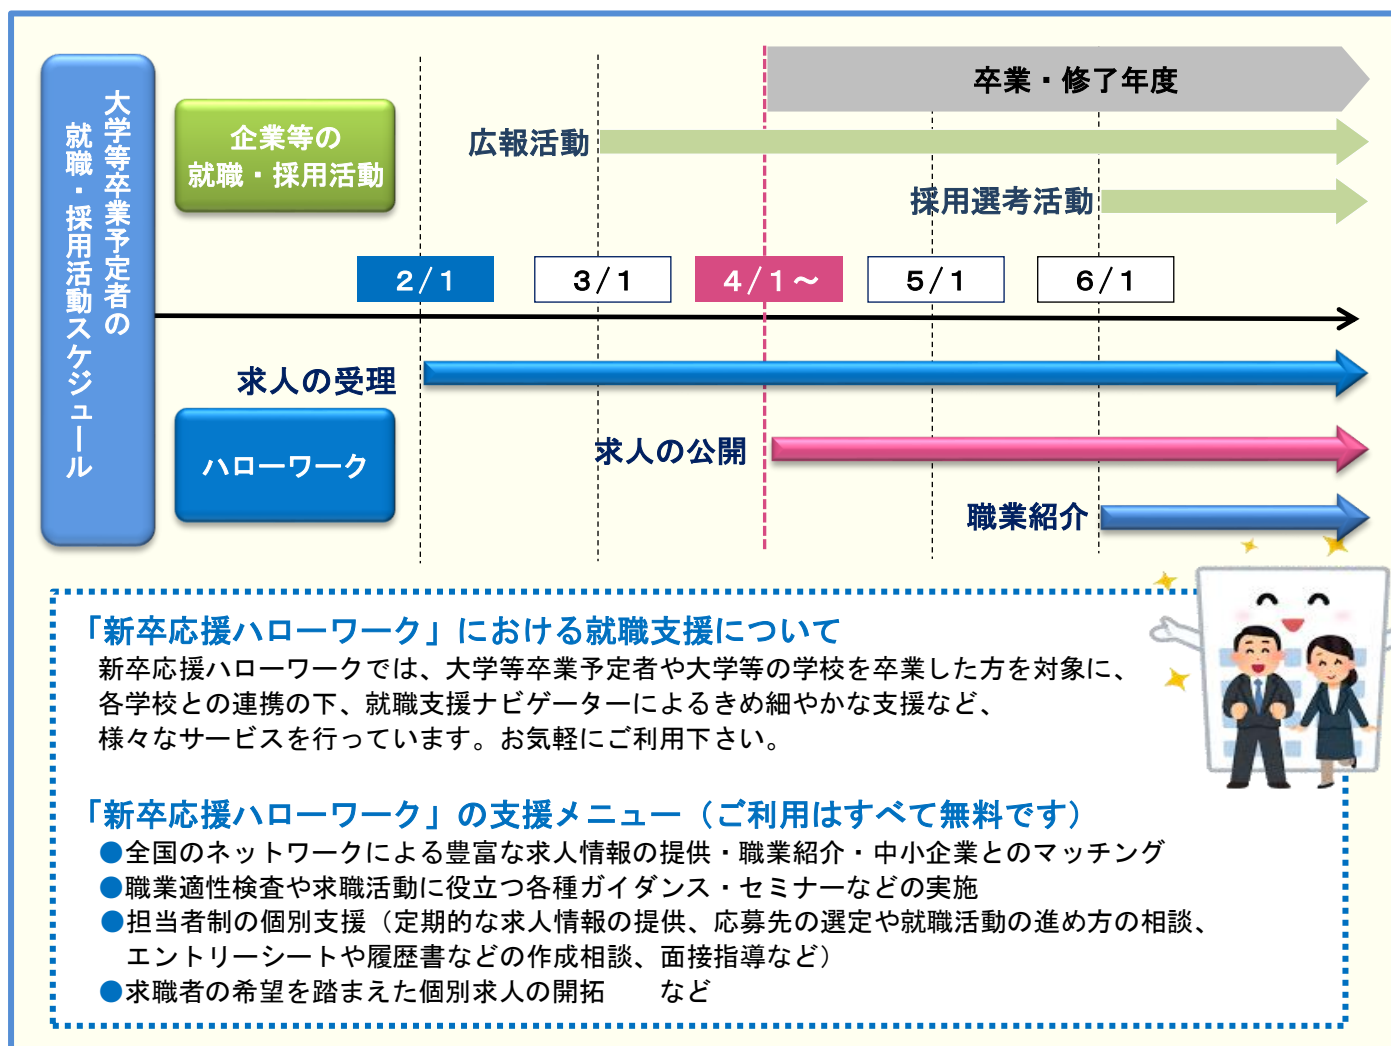 大学等卒業予定者の
就職・採用活動スケジュール
企業等の
就職・採用活動
卒業・修了年度
広報活動
採用選考活動
２/１
３/１
４/１～
５/１
６/１
求人の受理
ハローワーク
求人の公開
職業紹介
「新卒応援ハローワーク」における就職支援について
新卒応援ハローワークでは、大学等卒業予定者や大学等の学校を卒業した方を対象に、
各学校との連携の下、就職支援ナビゲーターによるきめ細やかな支援など、
様々なサービスを行っています。お気軽にご利用下さい。
「新卒応援ハローワーク」の支援メニュー（ご利用はすべて無料です）
●全国のネットワークによる豊富な求人情報の提供・職業紹介・中小企業とのマッチング
●職業適性検査や求職活動に役立つ各種ガイダンス・セミナーなどの実施
●担当者制の個別支援（定期的な求人情報の提供、応募先の選定や就職活動の進め方の相談、
エントリーシートや履歴書などの作成相談、面接指導など）
●求職者の希望を踏まえた個別求人の開拓　　など